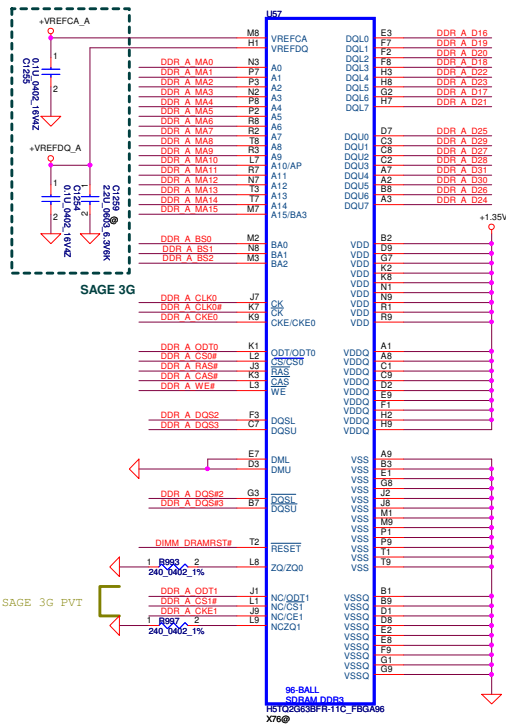 U57
+VREFCA_A
M8 VREFCA
H1 VREFDQ
1
2
0.1U_0402_16V4Z
C1255
+VREFDQ_A
1
2
C1254
0.1U_0402_16V4Z
1
2
C1259
2.2U_0603_6.3V6K
@
SAGE 3G
DDR_A_MA0 N3 A0
DDR_A_MA1 P7 A1
DDR_A_MA2 P3 A2
DDR_A_MA3 N2 A3
DDR_A_MA4 P8 A4
DDR_A_MA5 P2 A5
DDR_A_MA6 R8 A6
DDR_A_MA7 R2 A7
DDR_A_MA8 T8 A8
DDR_A_MA9 R3 A9
DDR_A_MA10 L7 A10/AP
DDR_A_MA11 R7 A11
DDR_A_MA12 N7 A12
DDR_A_MA13 T3 A13
DDR_A_MA14 T7 A14
DDR_A_MA15 M7 A15/BA3
DDR_A_BS0 M2 BA0
DDR_A_BS1 N8 BA1
DDR_A_BS2 M3 BA2
DDR_A_CLK0 J7 CK
DDR_A_CLK0# K7 CK
DDR_A_CKE0 K9 CKE/CKE0
DDR_A_ODT0 K1 ODT/ODT0
DDR_A_CS0# L2 CS/CS0
DDR_A_RAS# J3 RAS
DDR_A_CAS# K3 CAS
DDR_A_WE# L3 WE
DDR_A_DQS2 F3 DQSL
DDR_A_DQS3 C7 DQSU
E7 DML
D3 DMU
DDR_A_DQS#2 G3 DQSL
DDR_A_DQS#3 B7 DQSU
DIMM_DRAMRST# T2 RESET
1 R993 2 L8 ZQ/ZQ0
240_0402_1%
SAGE 3G PVT
DDR_A_ODT1 J1 NC/ODT1
DDR_A_CS1# L1 NC/CS1
DDR_A_CKE1 J9 NC/CE1
1 R997 2 L9 NCZQ1
240_0402_1%
DQL0 E3 DDR_A_D16
DQL1 F7 DDR_A_D19
DQL2 F2 DDR_A_D20
DQL3 F8 DDR_A_D18
DQL4 H3 DDR_A_D22
DQL5 H8 DDR_A_D23
DQL6 G2 DDR_A_D17
DQL7 H7 DDR_A_D21
DQU0 D7 DDR_A_D25
DQU1 C3 DDR_A_D29
DQU2 C8 DDR_A_D27
DQU3 C2 DDR_A_D28
DQU4 A7 DDR_A_D31
DQU5 A2 DDR_A_D30
DQU6 B8 DDR_A_D26
DQU7 A3 DDR_A_D24
+1.35V
VDD B2
VDD D9
VDD G7
VDD K2
VDD K8
VDD N1
VDD N9
VDD R1
VDD R9
VDDQ A1
VDDQ A8
VDDQ C1
VDDQ C9
VDDQ D2
VDDQ E9
VDDQ F1
VDDQ H2
VDDQ H9
VSS A9
VSS B3
VSS E1
VSS G8
VSS J2
VSS J8
VSS M1
VSS M9
VSS P1
VSS P9
VSS T1
VSS T9
VSSQ B1
VSSQ B9
VSSQ D1
VSSQ D8
VSSQ E2
VSSQ E8
VSSQ F9
VSSQ G1
VSSQ G9
96-BALL
SDRAM DDR3
H5TQ2G63BFR-11C_FBGA96
X76@